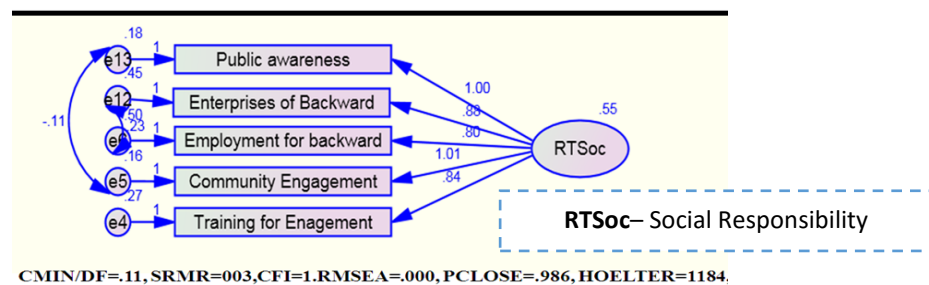 .18
e13 1 Public awareness
1.00
.45
e12 1 Enterprises of Backward
.88
.55
-.11
.50
.23
e6 1 Employment for backward
.80
RTSoc
.16
e5 1 Community Engagement
1.01
.27
e4 1 Training for Enagement
.84
RTSoc– Social Responsibility
CMIN/DF=.11, SRMR=003,CFI=1.RMSEA=.000, PCLOSE=.986, HOELTER=1184,